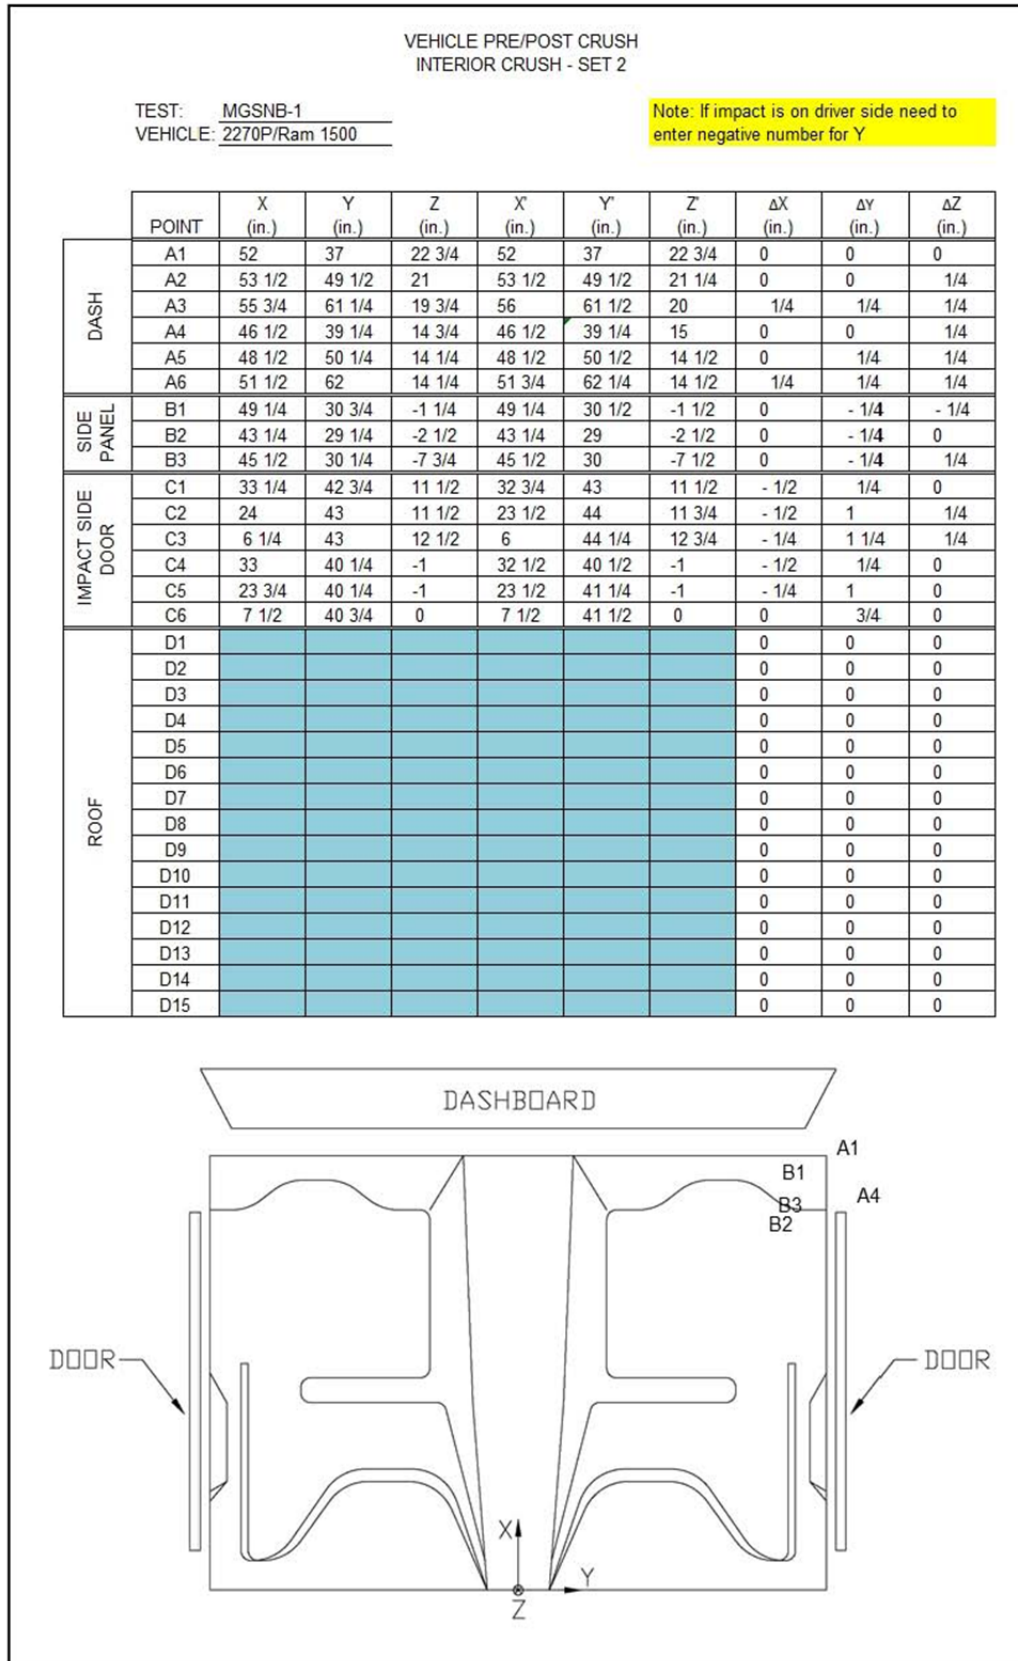 VEHICLE PRE/POST CRUSH
INTERIOR CRUSH - SET 2
TEST: MGSNB-1
VEHICLE: 2270P/Ram 1500
Note: If impact is on driver side need to
enter negative number for Y
POINT X (in.) Y (in.) Z (in.) X' (in.) Y' (in.) Z' (in.) ΔX (in.) ΔY (in.) ΔZ (in.)
DASH
A1 52 37 22 3/4 52 37 22 3/4 0 0 0
A2 53 1/2 49 1/2 21 53 1/2 49 1/2 21 1/4 0 0 1/4
A3 55 3/4 61 1/4 19 3/4 56 61 1/2 20 1/4 1/4 1/4
A4 46 1/2 39 1/4 14 3/4 46 1/2 39 1/4 15 0 0 1/4
A5 48 1/2 50 1/4 14 1/4 48 1/2 50 1/2 14 1/2 0 1/4 1/4
A6 51 1/2 62 14 1/4 51 3/4 62 1/4 14 1/2 1/4 1/4 1/4
SIDE PANEL
B1 49 1/4 30 3/4 -1 1/4 49 1/4 30 1/2 -1 1/2 0 - 1/4 - 1/4
B2 43 1/4 29 1/4 -2 1/2 43 1/4 29 -2 1/2 0 - 1/4 0
B3 45 1/2 30 1/4 -7 3/4 45 1/2 30 -7 1/2 0 - 1/4 1/4
IMPACT SIDE DOOR
C1 33 1/4 42 3/4 11 1/2 32 3/4 43 11 1/2 - 1/2 1/4 0
C2 24 43 11 1/2 23 1/2 44 11 3/4 - 1/2 1 1/4
C3 6 1/4 43 12 1/2 6 44 1/4 12 3/4 - 1/4 1 1/4 1/4
C4 33 40 1/4 -1 32 1/2 40 1/2 -1 - 1/2 1/4 0
C5 23 3/4 40 1/4 -1 23 1/2 41 1/4 -1 - 1/4 1 0
C6 7 1/2 40 3/4 0 7 1/2 41 1/2 0 0 3/4 0
ROOF
D1 0 0 0
D2 0 0 0
D3 0 0 0
D4 0 0 0
D5 0 0 0
D6 0 0 0
D7 0 0 0
D8 0 0 0
D9 0 0 0
D10 0 0 0
D11 0 0 0
D12 0 0 0
D13 0 0 0
D14 0 0 0
D15 0 0 0
DASHBOARD
A1
B1
A4
B3
B2
DOOR
DOOR
X
Y
Z